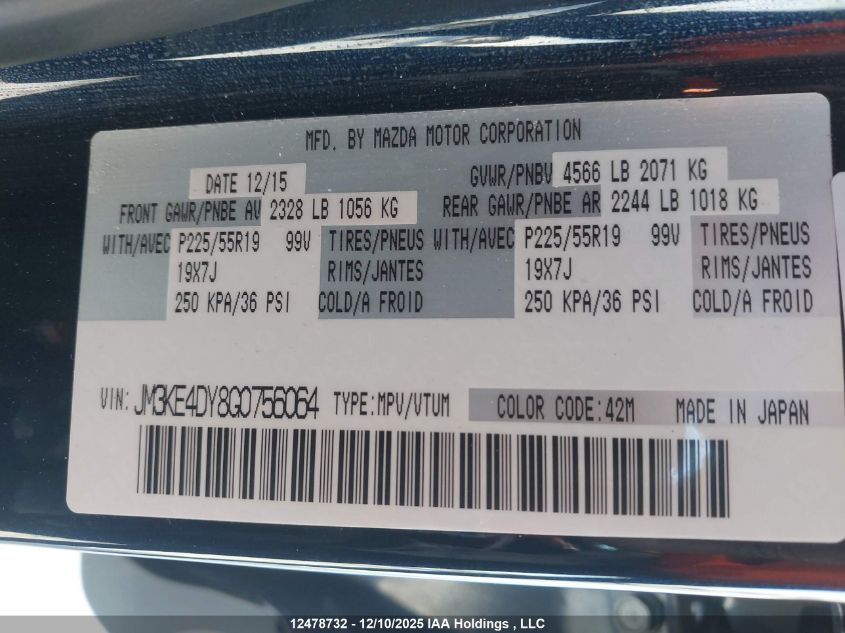 MFD. BY MAZDA MOTOR CORPORATION
DATE 12/15 GVWR/PNBV 4566 LB 2071 KG
FRONT GAWR/PNBE AV 2328 LB 1056 KG REAR GAWR/PNBE AR 2244 LB 1018 KG
WITH/AVEC P225/55R19 99V TIRES/PNEUS WITH/AVEC P225/55R19 99V TIRES/PNEUS
19X7J RIMS/JANTES 19X7J RIMS/JANTES
250 KPA/36 PSI COLD/A FROID 250 KPA/36 PSI COLD/A FROID
VIN: JM3KE4DY8G0756064 TYPE:MPV/VTUM COLOR CODE:42M MADE IN JAPAN
12478732 - 12/10/2025 IAA Holdings , LLC